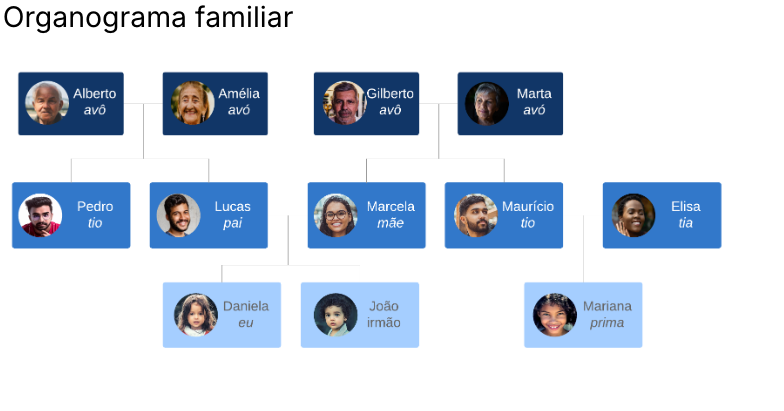 Organograma familiar
Alberto
avô
Amélia
avó
Gilberto
avô
Marta
avó
Pedro
tio
Lucas
pai
Marcela
mãe
Maurício
tio
Elisa
tia
Daniela
eu
João
irmão
Mariana
prima